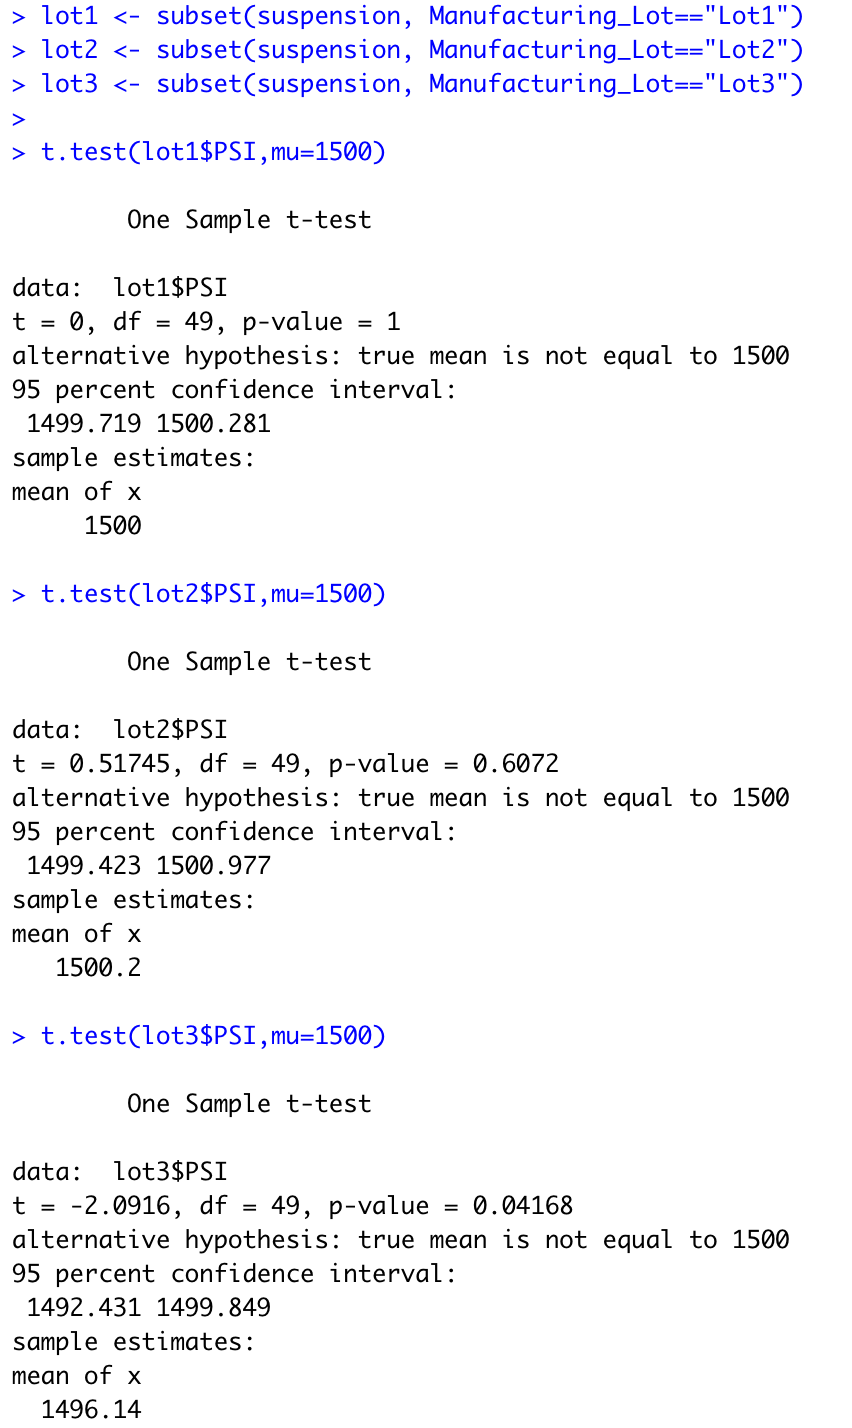 > lot1 <- subset(suspension, Manufacturing_Lot=="Lot1")
> lot2 <- subset(suspension, Manufacturing_Lot=="Lot2")
> lot3 <- subset(suspension, Manufacturing_Lot=="Lot3")
>
> t.test(lot1$PSI,mu=1500)
One Sample t-test
data:  lot1$PSI
t = 0, df = 49, p-value = 1
alternative hypothesis: true mean is not equal to 1500
95 percent confidence interval:
1499.719 1500.281
sample estimates:
mean of x
1500
> t.test(lot2$PSI,mu=1500)
One Sample t-test
data:  lot2$PSI
t = 0.51745, df = 49, p-value = 0.6072
alternative hypothesis: true mean is not equal to 1500
95 percent confidence interval:
1499.423 1500.977
sample estimates:
mean of x
1500.2
> t.test(lot3$PSI,mu=1500)
One Sample t-test
data:  lot3$PSI
t = -2.0916, df = 49, p-value = 0.04168
alternative hypothesis: true mean is not equal to 1500
95 percent confidence interval:
1492.431 1499.849
sample estimates:
mean of x
1496.14